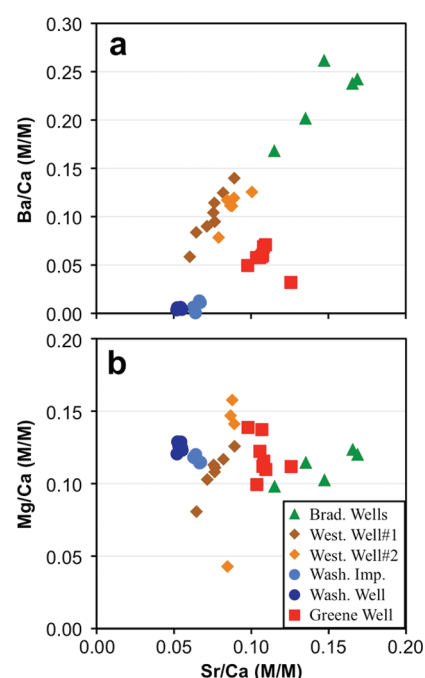 a
Ba/Ca (M/M)
0.30
0.25
0.20
0.15
0.10
0.05
0.00
b
Mg/Ca (M/M)
0.20
0.15
0.10
0.05
0.00
Brad. Wells
West. Well#1
West. Well#2
Wash. Imp.
Wash. Well
Greene Well
0.00 0.05 0.10 0.15 0.20
Sr/Ca (M/M)